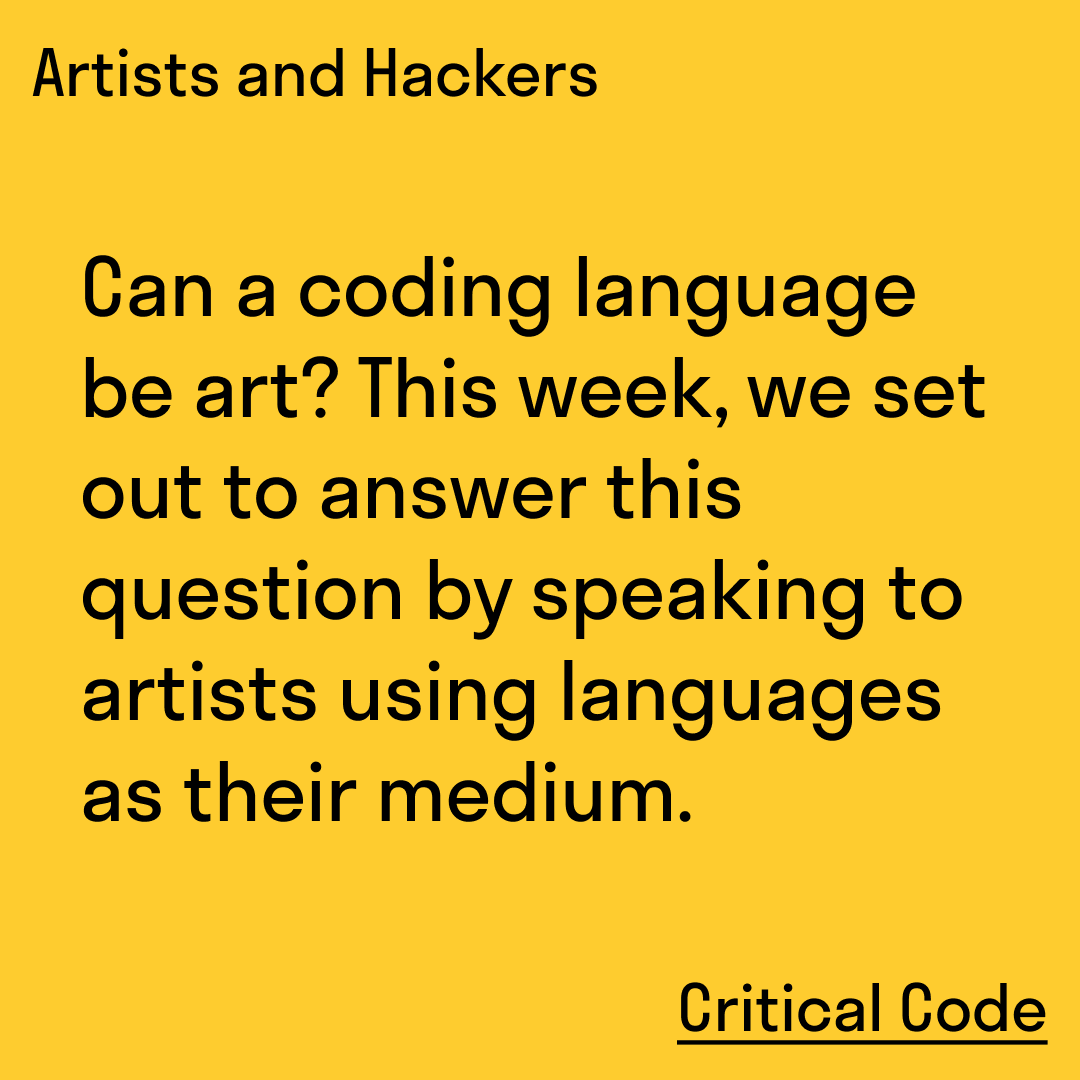 Artists and Hackers
Can a coding language
be art? This week, we set
out to answer this
question by speaking to
artists using languages
as their medium.
Critical Code